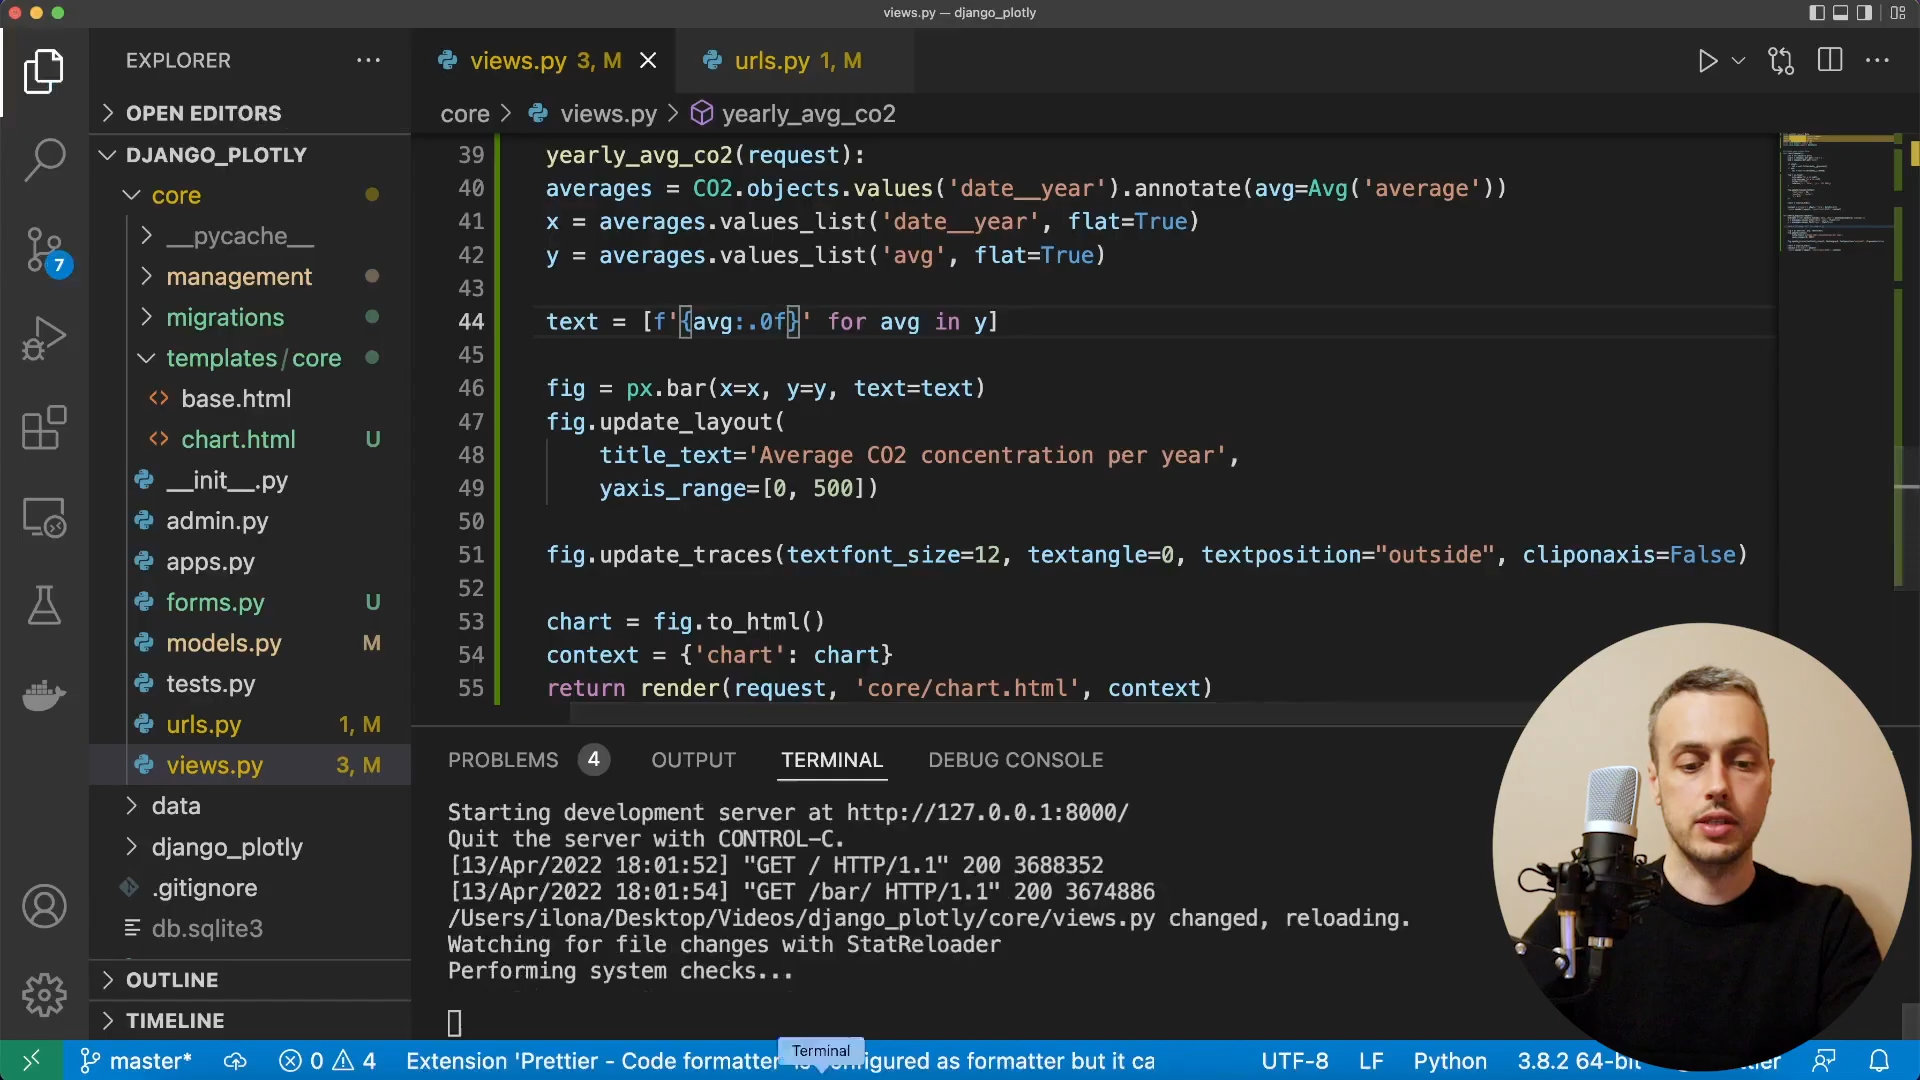 views.py — django_plotly
EXPLORER
OPEN EDITORS
DJANGO_PLOTLY
core
__pycache__
management
migrations
templates/core
base.html
chart.html U
__init__.py
admin.py
apps.py
forms.py U
models.py M
tests.py
urls.py 1, M
views.py 3, M
data
django_plotly
.gitignore
db.sqlite3
OUTLINE
TIMELINE
7
views.py 3, M
urls.py 1, M
core > views.py > yearly_avg_co2
39 yearly_avg_co2(request):
40 averages = CO2.objects.values('date__year').annotate(avg=Avg('average'))
41 x = averages.values_list('date__year', flat=True)
42 y = averages.values_list('avg', flat=True)
43
44 text = [f'{avg:.0f}' for avg in y]
45
46 fig = px.bar(x=x, y=y, text=text)
47 fig.update_layout(
48 title_text='Average CO2 concentration per year',
49 yaxis_range=[0, 500])
50
51 fig.update_traces(textfont_size=12, textangle=0, textposition="outside", cliponaxis=False)
52
53 chart = fig.to_html()
54 context = {'chart': chart}
55 return render(request, 'core/chart.html', context)
PROBLEMS 4 OUTPUT TERMINAL DEBUG CONSOLE
Starting development server at http://127.0.0.1:8000/
Quit the server with CONTROL-C.
[13/Apr/2022 18:01:52] "GET / HTTP/1.1" 200 3688352
[13/Apr/2022 18:01:54] "GET /bar/ HTTP/1.1" 200 3674886
/Users/ilona/Desktop/Videos/django_plotly/core/views.py changed, reloading.
Watching for file changes with StatReloader
Performing system checks...
Terminal
master* 0 4 Extension 'Prettier - Code formatter' configured as formatter but it ca UTF-8 LF Python 3.8.2 64-bit